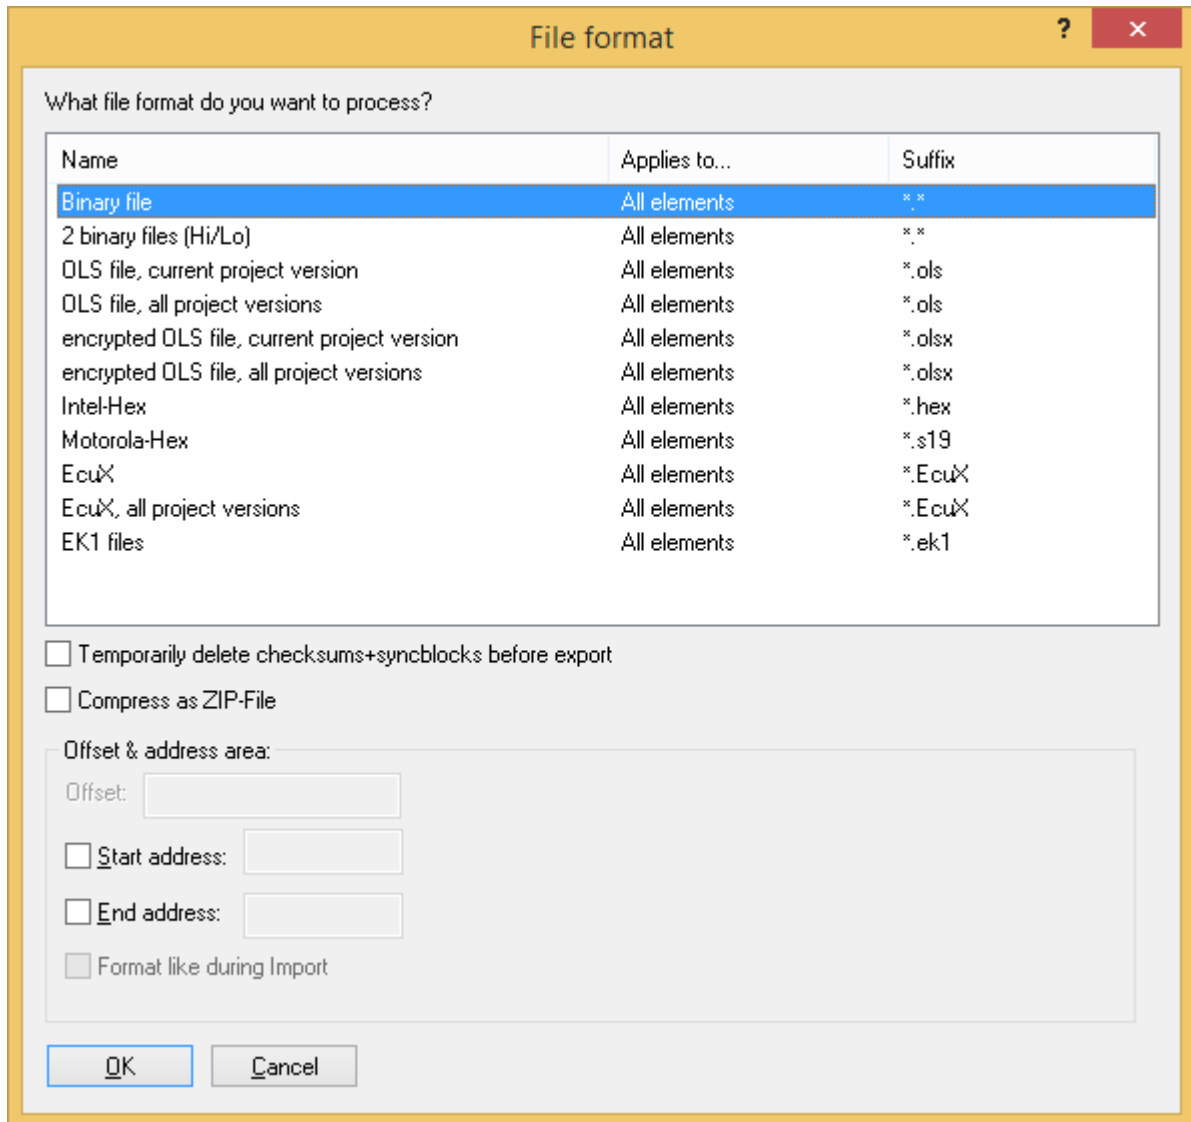 File format
?
What file format do you want to process?
Name Applies to... Suffix
Binary file All elements *.*
2 binary files (Hi/Lo) All elements *.*
OLS file, current project version All elements *.ols
OLS file, all project versions All elements *.ols
encrypted OLS file, current project version All elements *.olsx
encrypted OLS file, all project versions All elements *.olsx
Intel-Hex All elements *.hex
Motorola-Hex All elements *.s19
EcuX All elements *.EcuX
EcuX, all project versions All elements *.EcuX
EK1 files All elements *.ek1
Temporarily delete checksums+syncblocks before export
Compress as ZIP-File
Offset & address area:
Offset:
Start address:
End address:
Format like during Import
OK Cancel